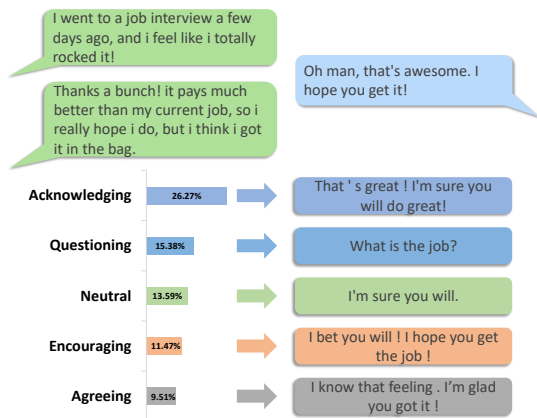 I went to a job interview a few
days ago, and i feel like i totally
rocked it!
Oh man, that's awesome. I
hope you get it!
Thanks a bunch! it pays much
better than my current job, so i
really hope i do, but i think i got
it in the bag.
Acknowledging
26.27%
That ' s great ! I'm sure you
will do great!
Questioning
15.38%
What is the job?
Neutral
13.59%
I'm sure you will.
Encouraging
11.47%
I bet you will ! I hope you get
the job !
Agreeing
9.51%
I know that feeling . I'm glad
you got it !